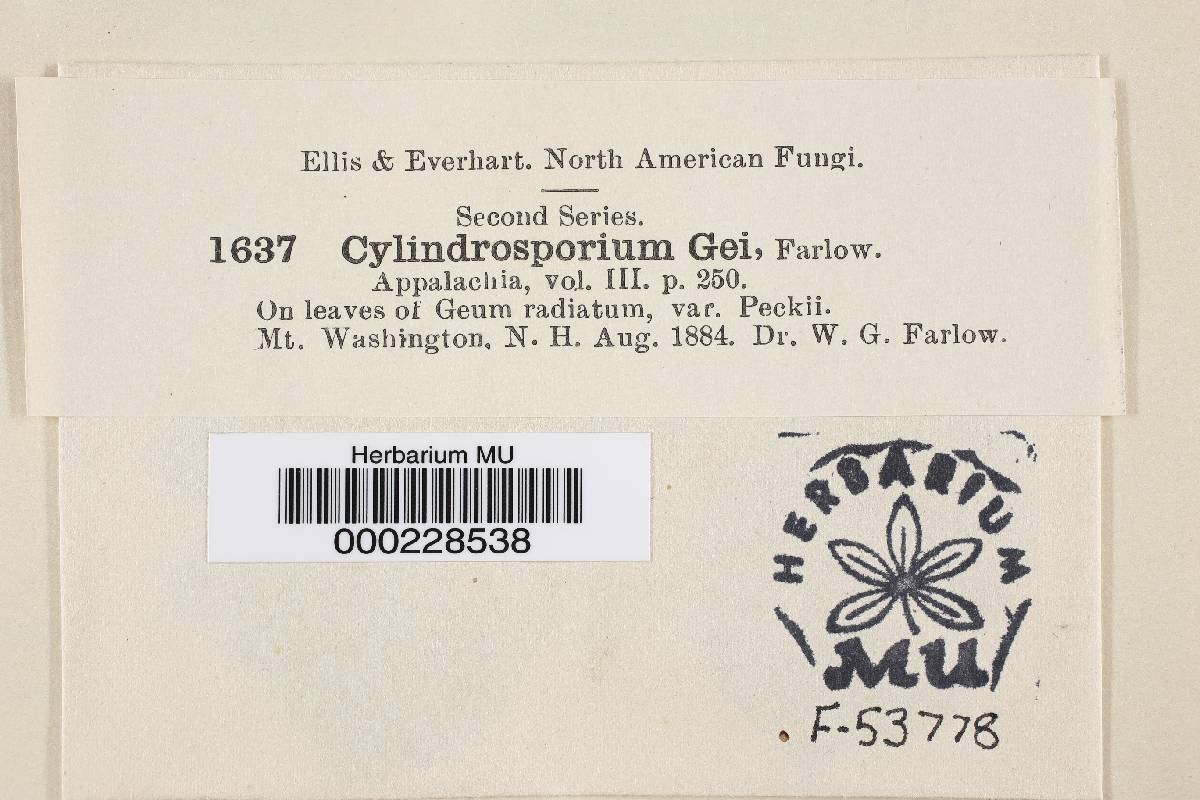 Ellis & Everhart. North American Fungi.
Second Series.
1637 Cylindrosporium Gei, Farlow.
Appalachia, vol. III. p. 250.
On leaves of Geum radiatum, var. Peckii.
Mt. Washington, N. H. Aug. 1884. Dr. W. G. Farlow.
Herbarium MU
000228538
HERBARIUM
MU
F-53778